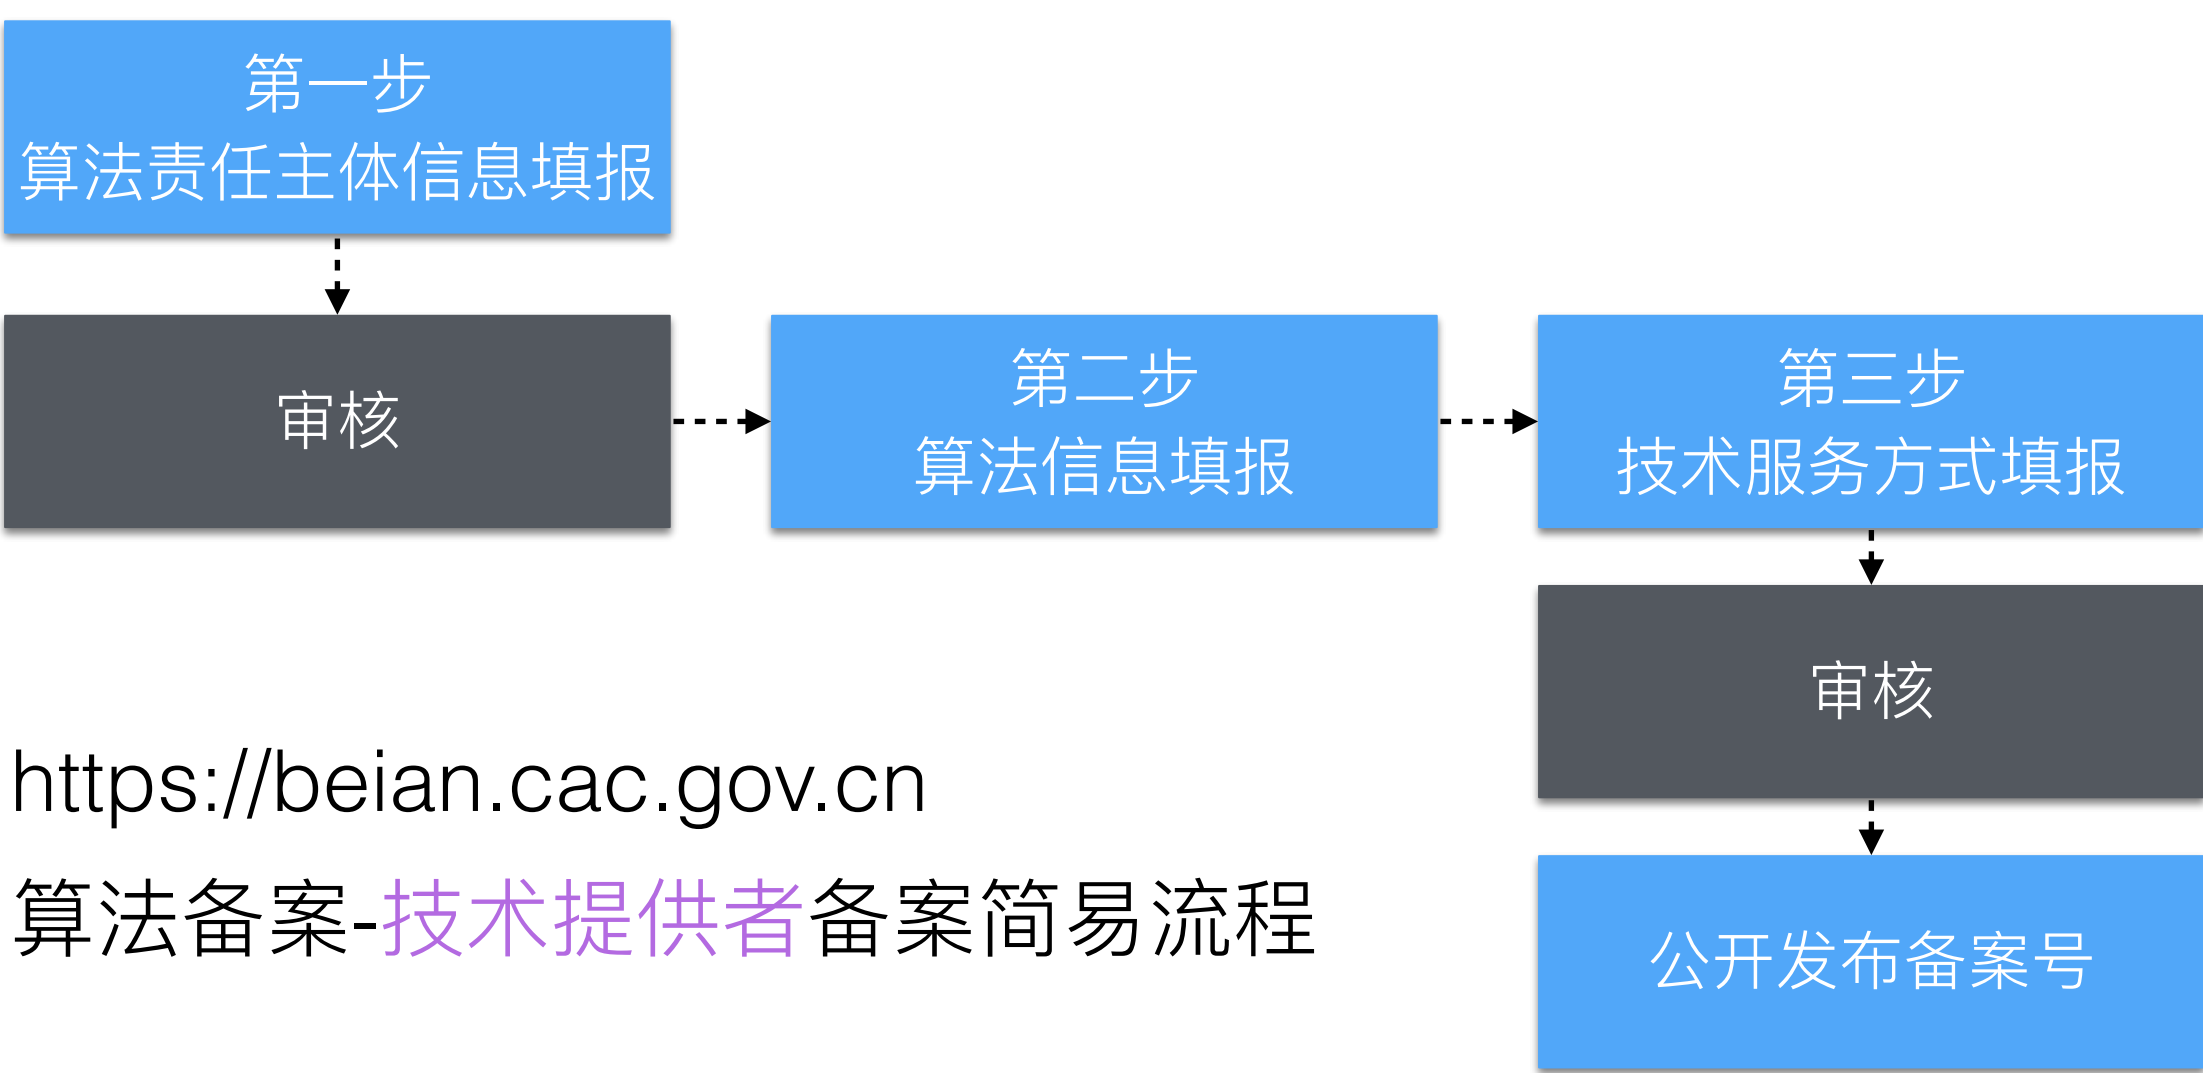 第一步
算法责任主体信息填报
审核
第二步
算法信息填报
第三步
技术服务方式填报
审核
公开发布备案号
https://beian.cac.gov.cn
算法备案-技术提供者备案简易流程